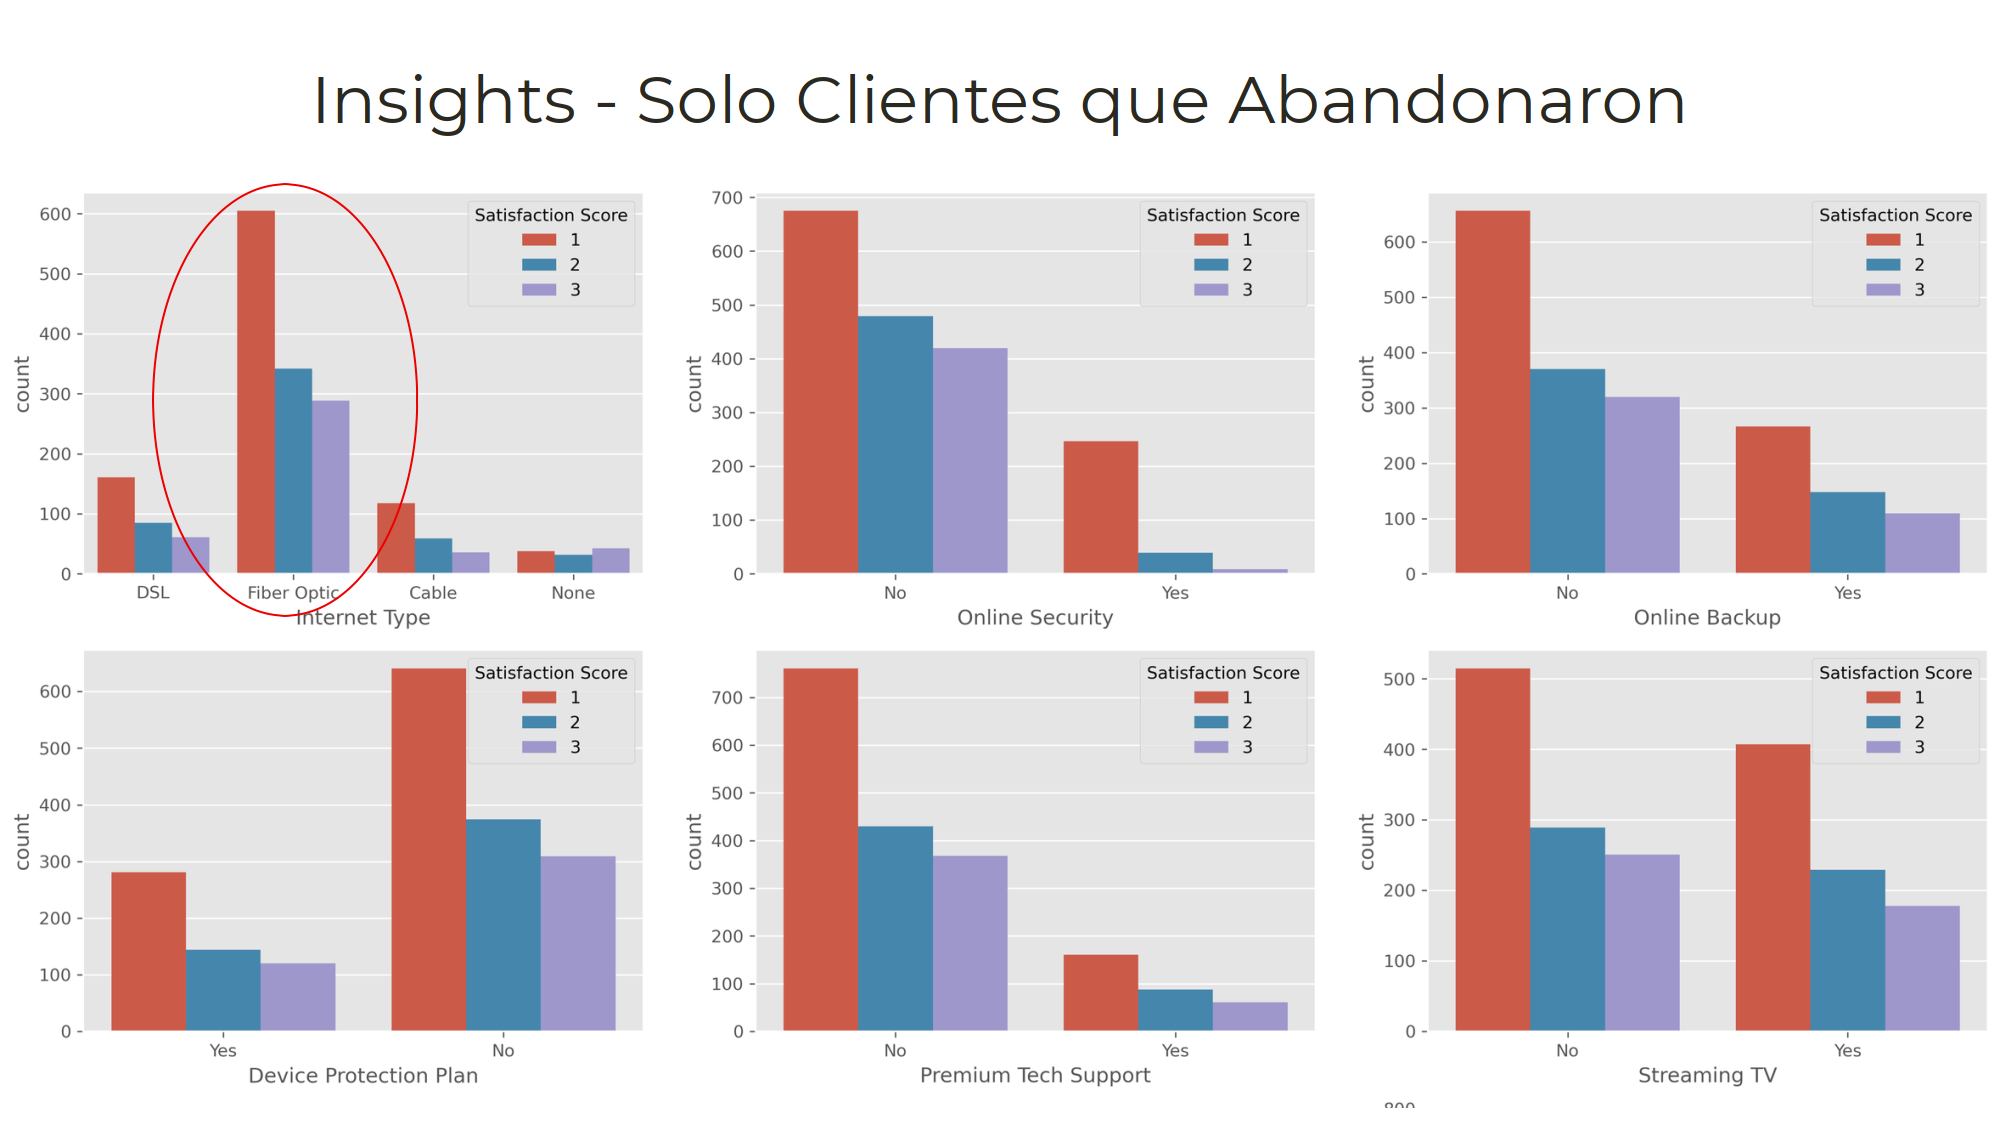 Insights - Solo Clientes que Abandonaron
Satisfaction Score
1
2
3
600
500
400
300
200
100
0
count
DSL
Fiber Optic
Cable
None
Internet Type
Satisfaction Score
1
2
3
700
600
500
400
300
200
100
0
count
No
Yes
Online Security
Satisfaction Score
1
2
3
600
500
400
300
200
100
0
count
No
Yes
Online Backup
Satisfaction Score
1
2
3
600
500
400
300
200
100
0
count
Yes
No
Device Protection Plan
Satisfaction Score
1
2
3
700
600
500
400
300
200
100
0
count
No
Yes
Premium Tech Support
Satisfaction Score
1
2
3
500
400
300
200
100
0
count
No
Yes
Streaming TV